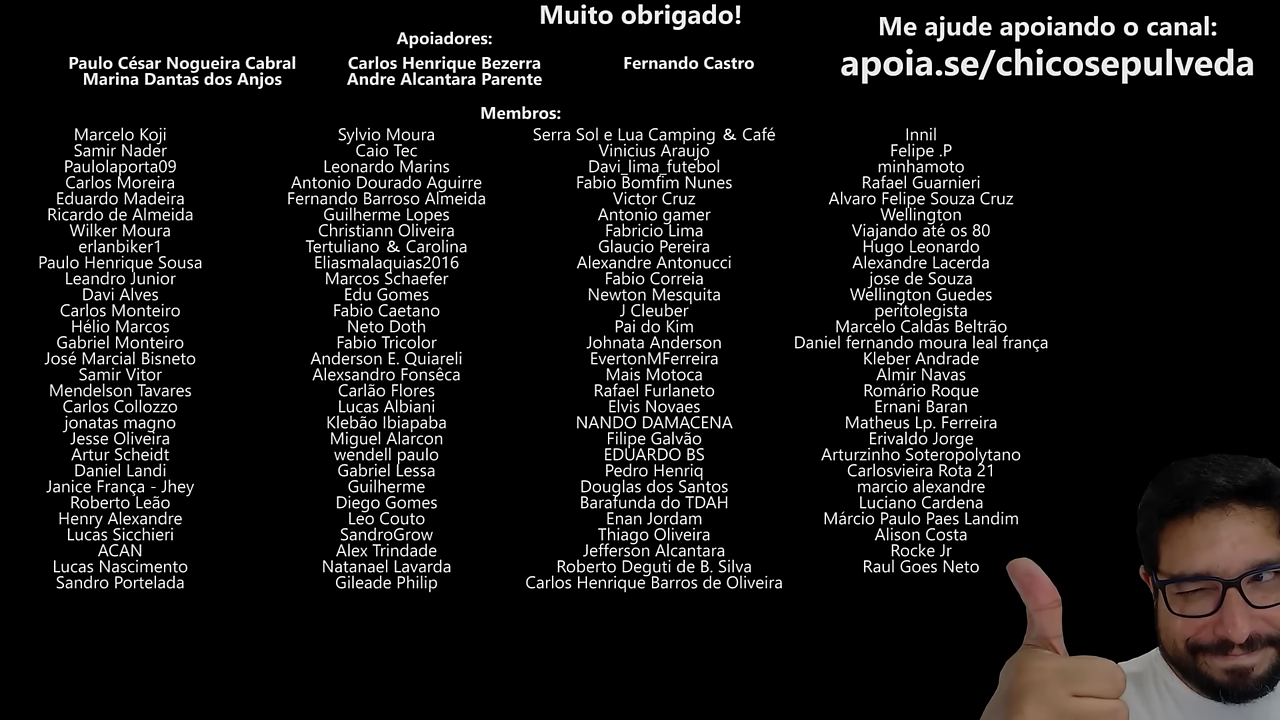 Muito obrigado!
Me ajude apoiando o canal:
apoia.se/chicosepulveda
Apoiadores:
Paulo César Nogueira Cabral
Marina Dantas dos Anjos
Carlos Henrique Bezerra
Andre Alcantara Parente
Fernando Castro
Membros:
Marcelo Koji
Samir Nader
Paulolaporta09
Carlos Moreira
Eduardo Madeira
Ricardo de Almeida
Wilker Moura
erlanbiker1
Paulo Henrique Sousa
Leandro Junior
Davi Alves
Carlos Monteiro
Hélio Marcos
Gabriel Monteiro
José Marcial Bisneto
Samir Vitor
Mendelson Tavares
Carlos Collozzo
jonatas magno
Jesse Oliveira
Artur Scheidt
Daniel Landi
Janice França - Jhey
Roberto Leão
Henry Alexandre
Lucas Sicchieri
ACAN
Lucas Nascimento
Sandro Portelada
Sylvio Moura
Caio Tec
Leonardo Marins
Antonio Dourado Aguirre
Fernando Barroso Almeida
Guilherme Lopes
Christiann Oliveira
Tertuliano & Carolina
Eliasmalaquias2016
Marcos Schaefer
Edu Gomes
Fabio Caetano
Neto Doth
Fabio Tricolor
Anderson E. Quiareli
Alexsandro Fonsêca
Carlão Flores
Lucas Albiani
Klebão Ibiapaba
Miguel Alarcon
wendell paulo
Gabriel Lessa
Guilherme
Diego Gomes
Leo Couto
SandroGrow
Alex Trindade
Natanael Lavarda
Gileade Philip
Serra Sol e Lua Camping & Café
Vinicius Araujo
Davi_lima_futebol
Fabio Bomfim Nunes
Victor Cruz
Antonio gamer
Fabricio Lima
Glaucio Pereira
Alexandre Antonucci
Fabio Correia
Newton Mesquita
J Cleuber
Pai do Kim
Johnata Anderson
EvertonMFerreira
Mais Motoca
Rafael Furlaneto
Elvis Novaes
NANDO DAMACENA
Filipe Galvão
EDUARDO BS
Pedro Henriq
Douglas dos Santos
Barafunda do TDAH
Enan Jordam
Thiago Oliveira
Jefferson Alcantara
Roberto Deguti de B. Silva
Carlos Henrique Barros de Oliveira
Innil
Felipe .P
minhamoto
Rafael Guarnieri
Alvaro Felipe Souza Cruz
Wellington
Viajando até os 80
Hugo Leonardo
Alexandre Lacerda
jose de Souza
Wellington Guedes
peritolegista
Marcelo Caldas Beltrão
Daniel fernando moura leal frança
Kleber Andrade
Almir Navas
Romário Roque
Ernani Baran
Matheus Lp. Ferreira
Erivaldo Jorge
Arturzinho Soteropolytano
Carlosvieira Rota 21
marcio alexandre
Luciano Cardena
Márcio Paulo Paes Landim
Alison Costa
Rocke Jr
Raul Goes Neto